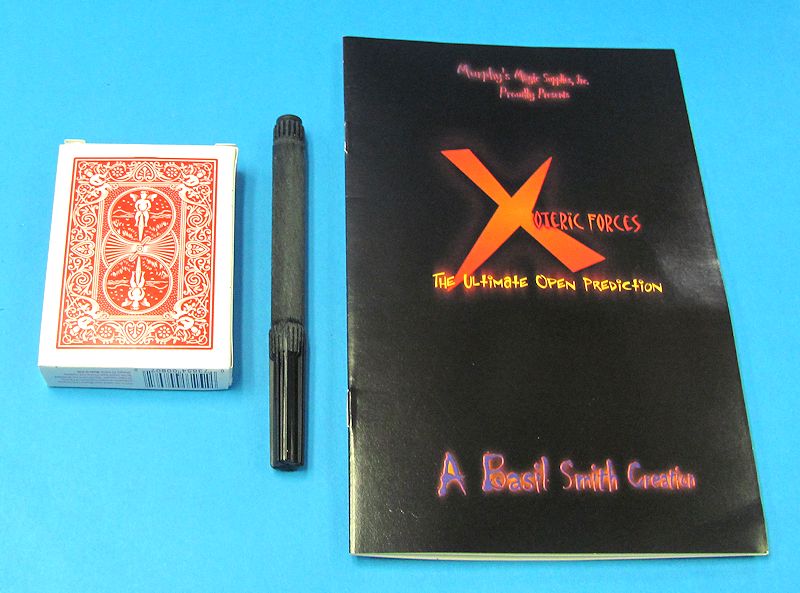 Murphy's Magic Supplies, Inc.
Proudly Presents
XOTERIC FORCES
The Ultimate Open Prediction
A Basil Smith Creation